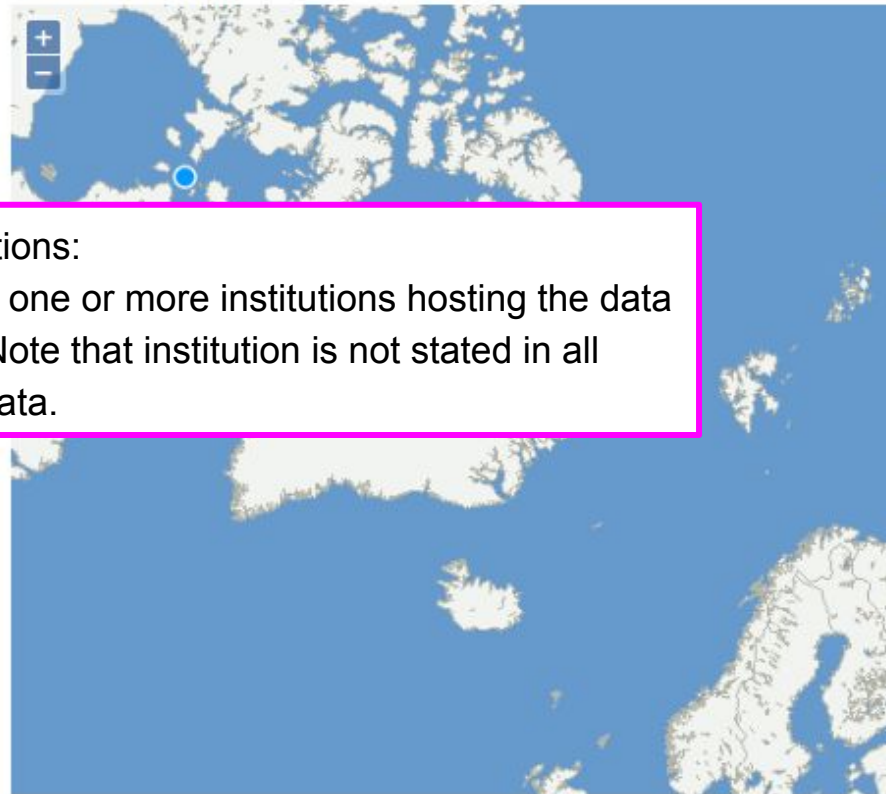 +
−
tions:
one or more institutions hosting the data
Note that institution is not stated in all
ata.